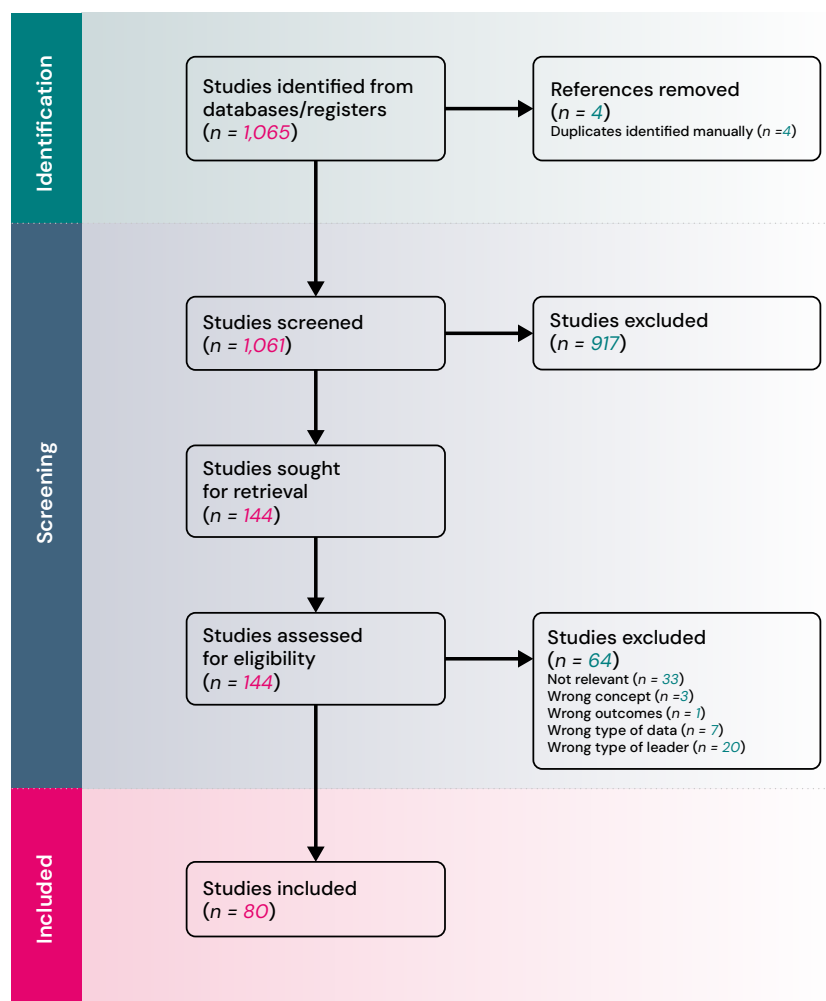 Identification
Studies identified from
databases/registers
(n = 1,065)
References removed
(n = 4)
Duplicates identified manually (n =4)
Screening
Studies screened
(n = 1,061)
Studies excluded
(n = 917)
Studies sought
for retrieval
(n = 144)
Studies assessed
for eligibility
(n = 144)
Studies excluded
(n = 64)
Not relevant (n = 33)
Wrong concept (n =3)
Wrong outcomes (n = 1)
Wrong type of data (n = 7)
Wrong type of leader (n = 20)
Included
Studies included
(n = 80)